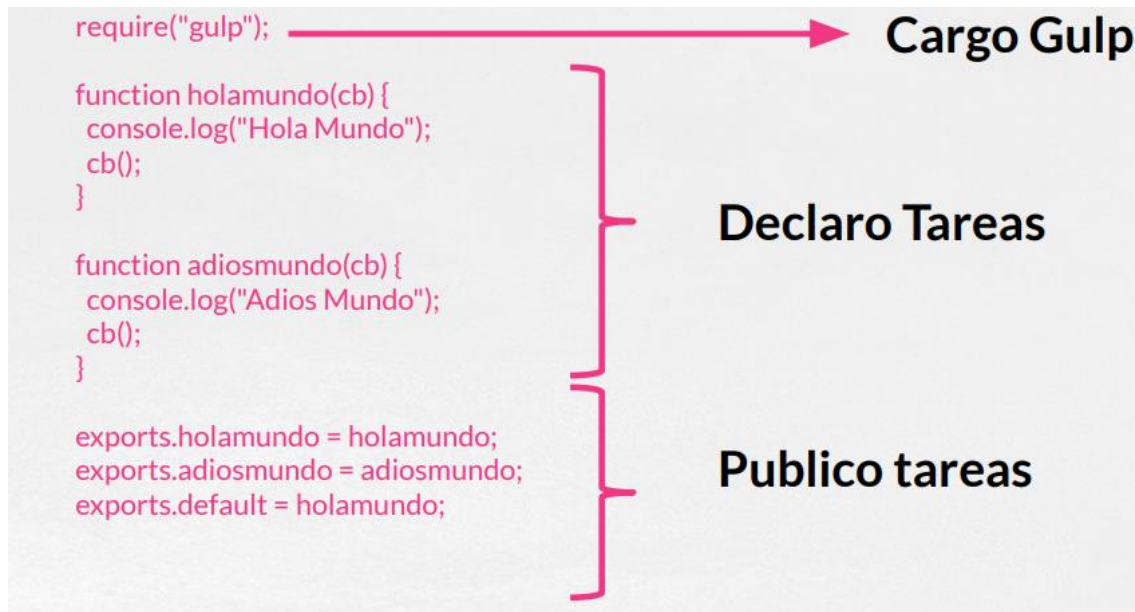 require("gulp");
Cargo Gulp
function holamundo(cb) {
console.log("Hola Mundo");
cb();
}
function adiosmundo(cb) {
console.log("Adios Mundo");
cb();
}
Declaro Tareas
exports.holamundo = holamundo;
exports.adiosmundo = adiosmundo;
exports.default = holamundo;
Publico tareas